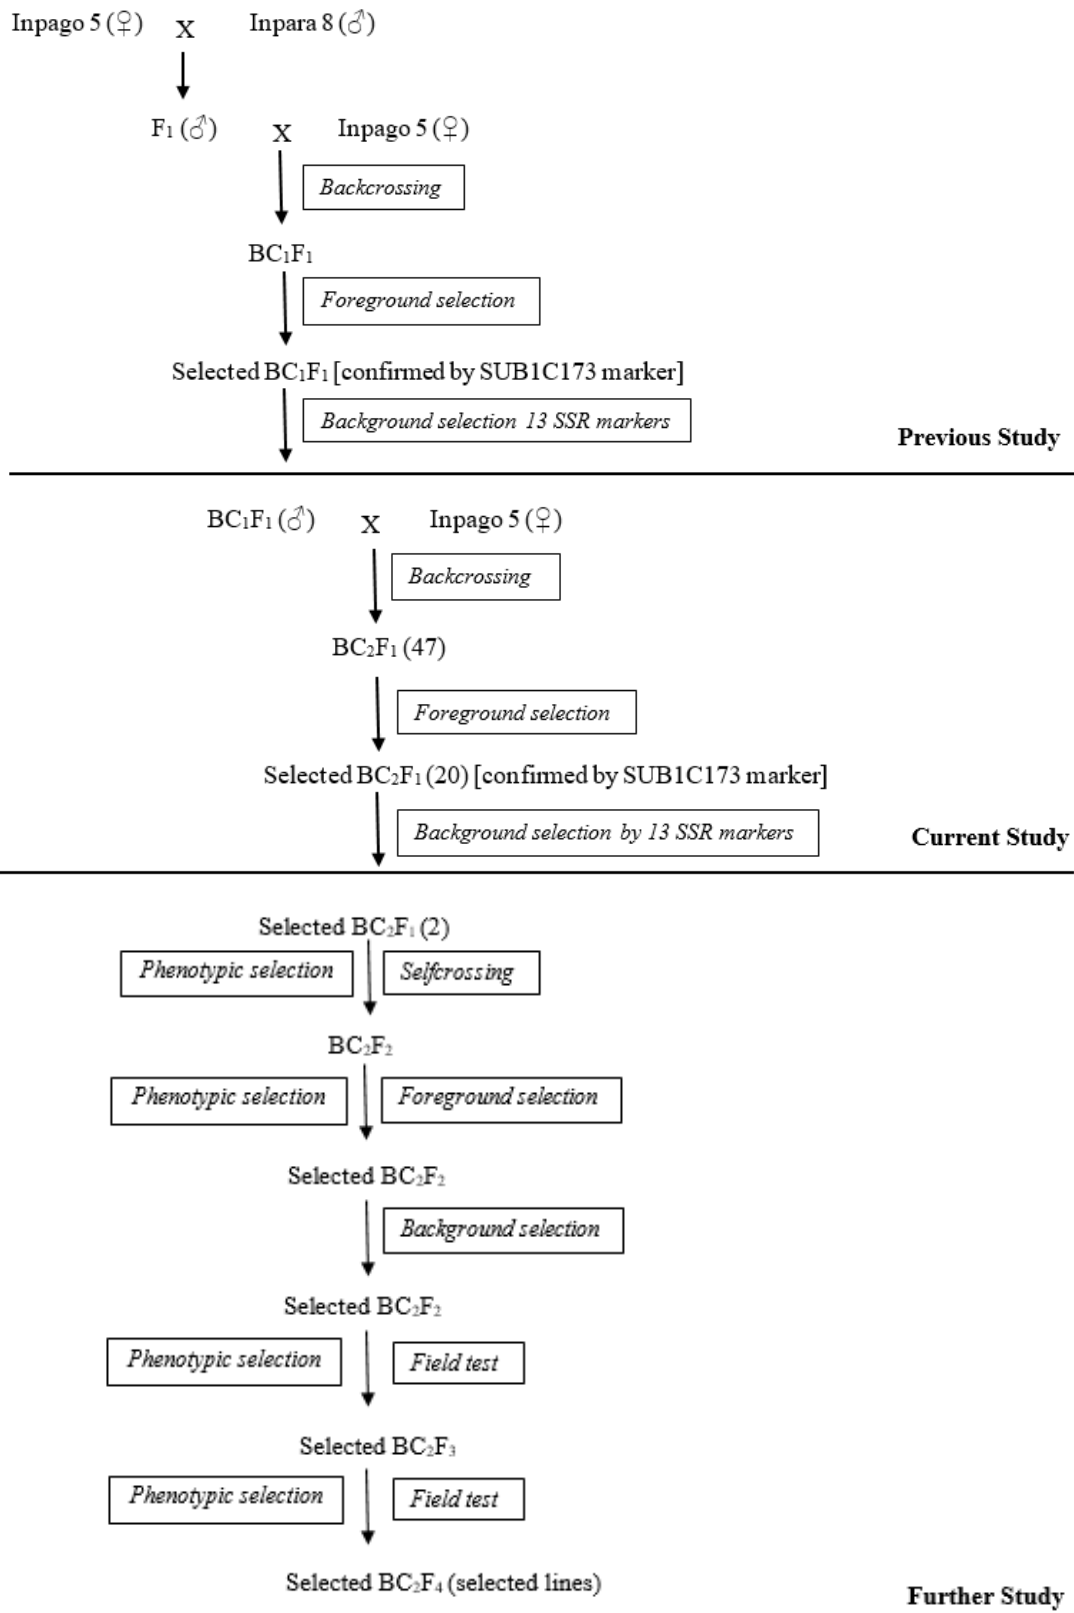 Inpago 5 (♀) X Inpara 8 (♂)
F₁ (♂) X Inpago 5 (♀)
Backcrossing
BC₁F₁
Foreground selection
Selected BC₁F₁ [confirmed by SUB1C173 marker]
Background selection 13 SSR markers
Previous Study
BC₁F₁ (♂) X Inpago 5 (♀)
Backcrossing
BC₂F₁ (47)
Foreground selection
Selected BC₂F₁ (20) [confirmed by SUB1C173 marker]
Background selection by 13 SSR markers
Current Study
Selected BC₂F₁ (2)
Phenotypic selection Selfcrossing
BC₂F₂
Phenotypic selection Foreground selection
Selected BC₂F₂
Background selection
Selected BC₂F₂
Phenotypic selection Field test
Selected BC₂F₃
Phenotypic selection Field test
Selected BC₂F₄ (selected lines)
Further Study